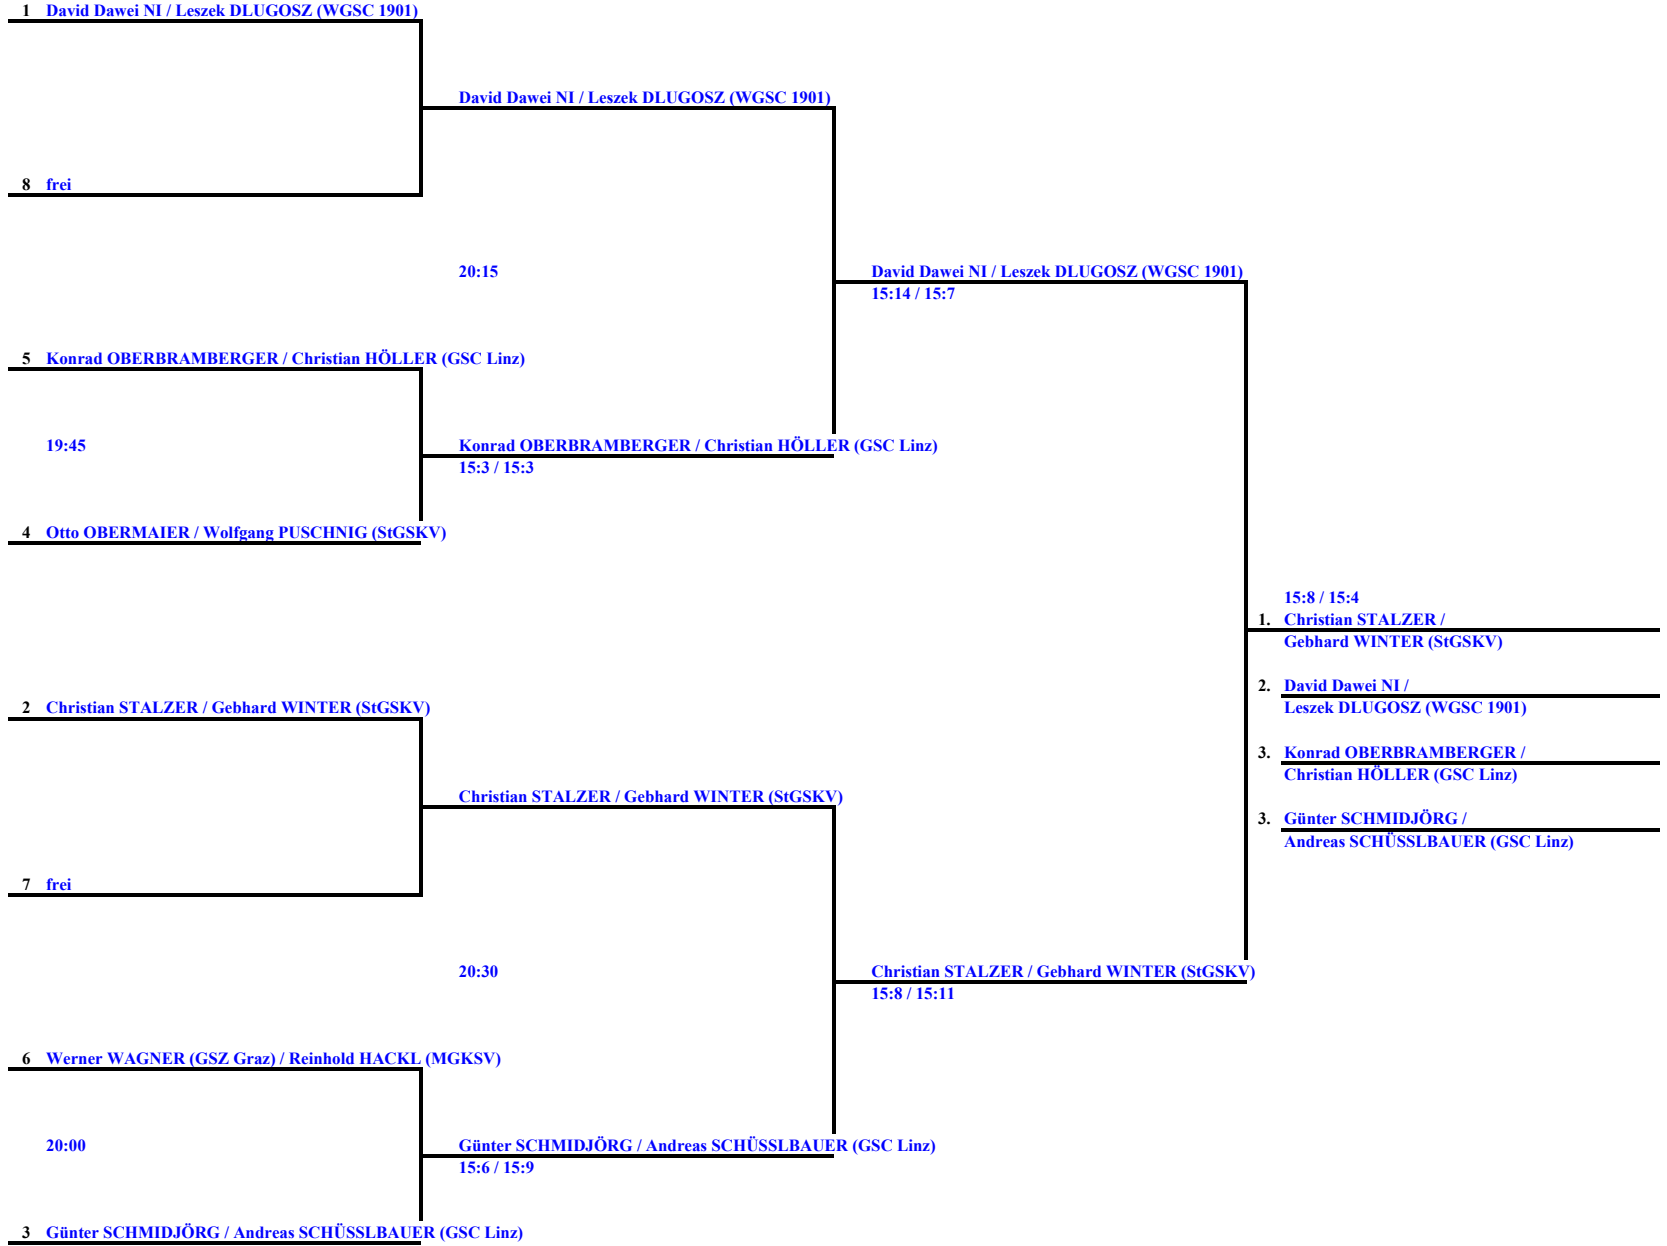 1 David Dawei NI / Leszek DLUGOSZ (WGSC 1901)
David Dawei NI / Leszek DLUGOSZ (WGSC 1901)
8 frei
20:15
David Dawei NI / Leszek DLUGOSZ (WGSC 1901)
15:14 / 15:7
5 Konrad OBERBRAMBERGER / Christian HÖLLER (GSC Linz)
19:45
Konrad OBERBRAMBERGER / Christian HÖLLER (GSC Linz)
15:3 / 15:3
4 Otto OBERMAIER / Wolfgang PUSCHNIG (StGSKV)
15:8 / 15:4
1. Christian STALZER /
Gebhard WINTER (StGSKV)
2. David Dawei NI /
Leszek DLUGOSZ (WGSC 1901)
3. Konrad OBERBRAMBERGER /
Christian HÖLLER (GSC Linz)
3. Günter SCHMIDJÖRG /
Andreas SCHÜSSLBAUER (GSC Linz)
2 Christian STALZER / Gebhard WINTER (StGSKV)
Christian STALZER / Gebhard WINTER (StGSKV)
7 frei
20:30
Christian STALZER / Gebhard WINTER (StGSKV)
15:8 / 15:11
6 Werner WAGNER (GSZ Graz) / Reinhold HACKL (MGKSV)
20:00
Günter SCHMIDJÖRG / Andreas SCHÜSSLBAUER (GSC Linz)
15:6 / 15:9
3 Günter SCHMIDJÖRG / Andreas SCHÜSSLBAUER (GSC Linz)